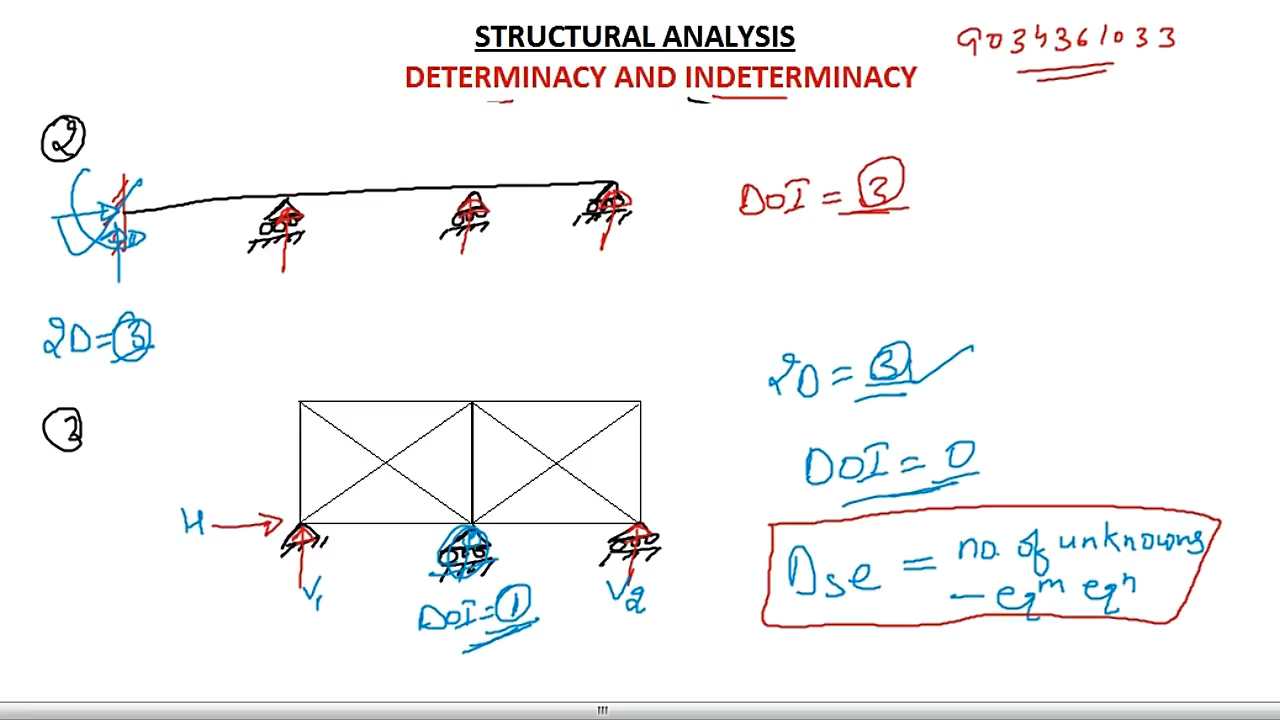 STRUCTURAL ANALYSIS
9034361033
DETERMINACY AND INDETERMINACY
2
DOI = 3
2D = 3
2D = 3
3
DOI = 0
H
V1
V2
DOI = 1
Dse = no. of unknowns
- eqm eqn